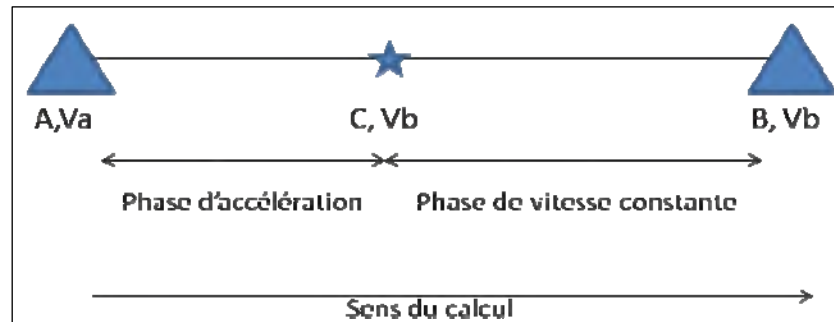 A,Va C, Vb B, Vb
Phase d'accélération Phase de vitesse constante
Sens du calcul